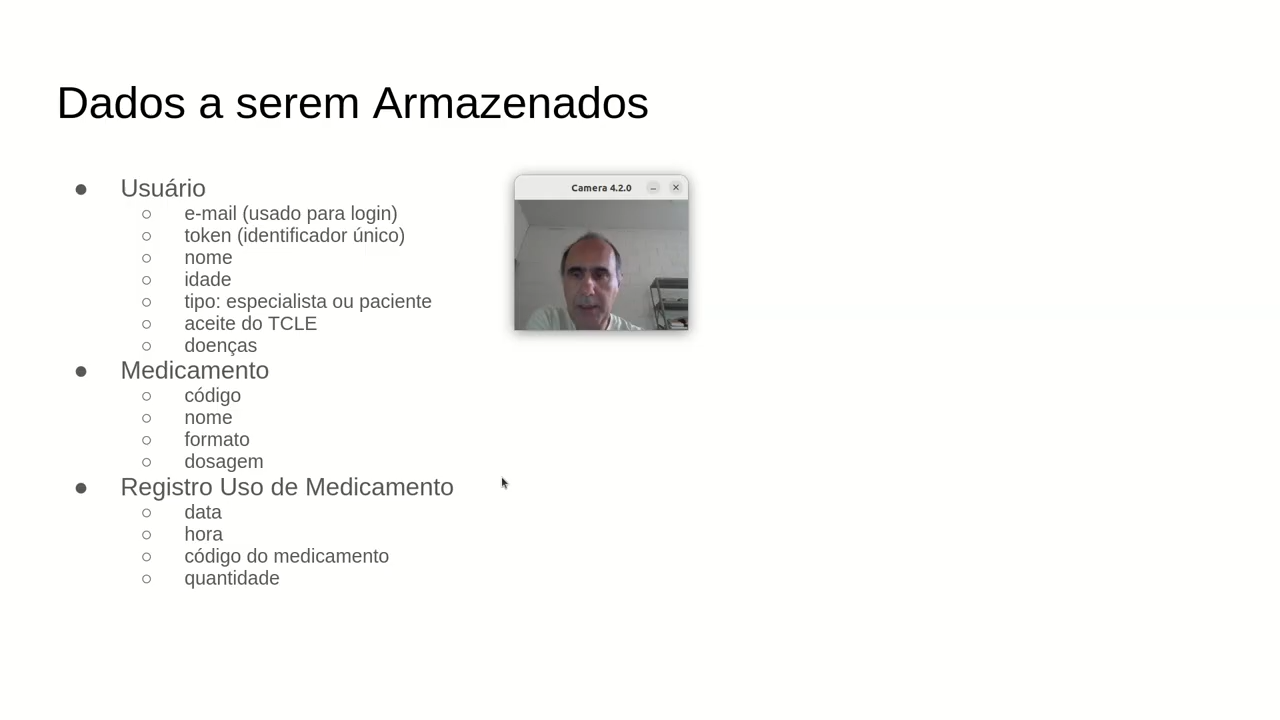 Dados a serem Armazenados
● Usuário
○ e-mail (usado para login)
○ token (identificador único)
○ nome
○ idade
○ tipo: especialista ou paciente
○ aceite do TCLE
○ doenças
● Medicamento
○ código
○ nome
○ formato
○ dosagem
● Registro Uso de Medicamento
○ data
○ hora
○ código do medicamento
○ quantidade
Camera 4.2.0